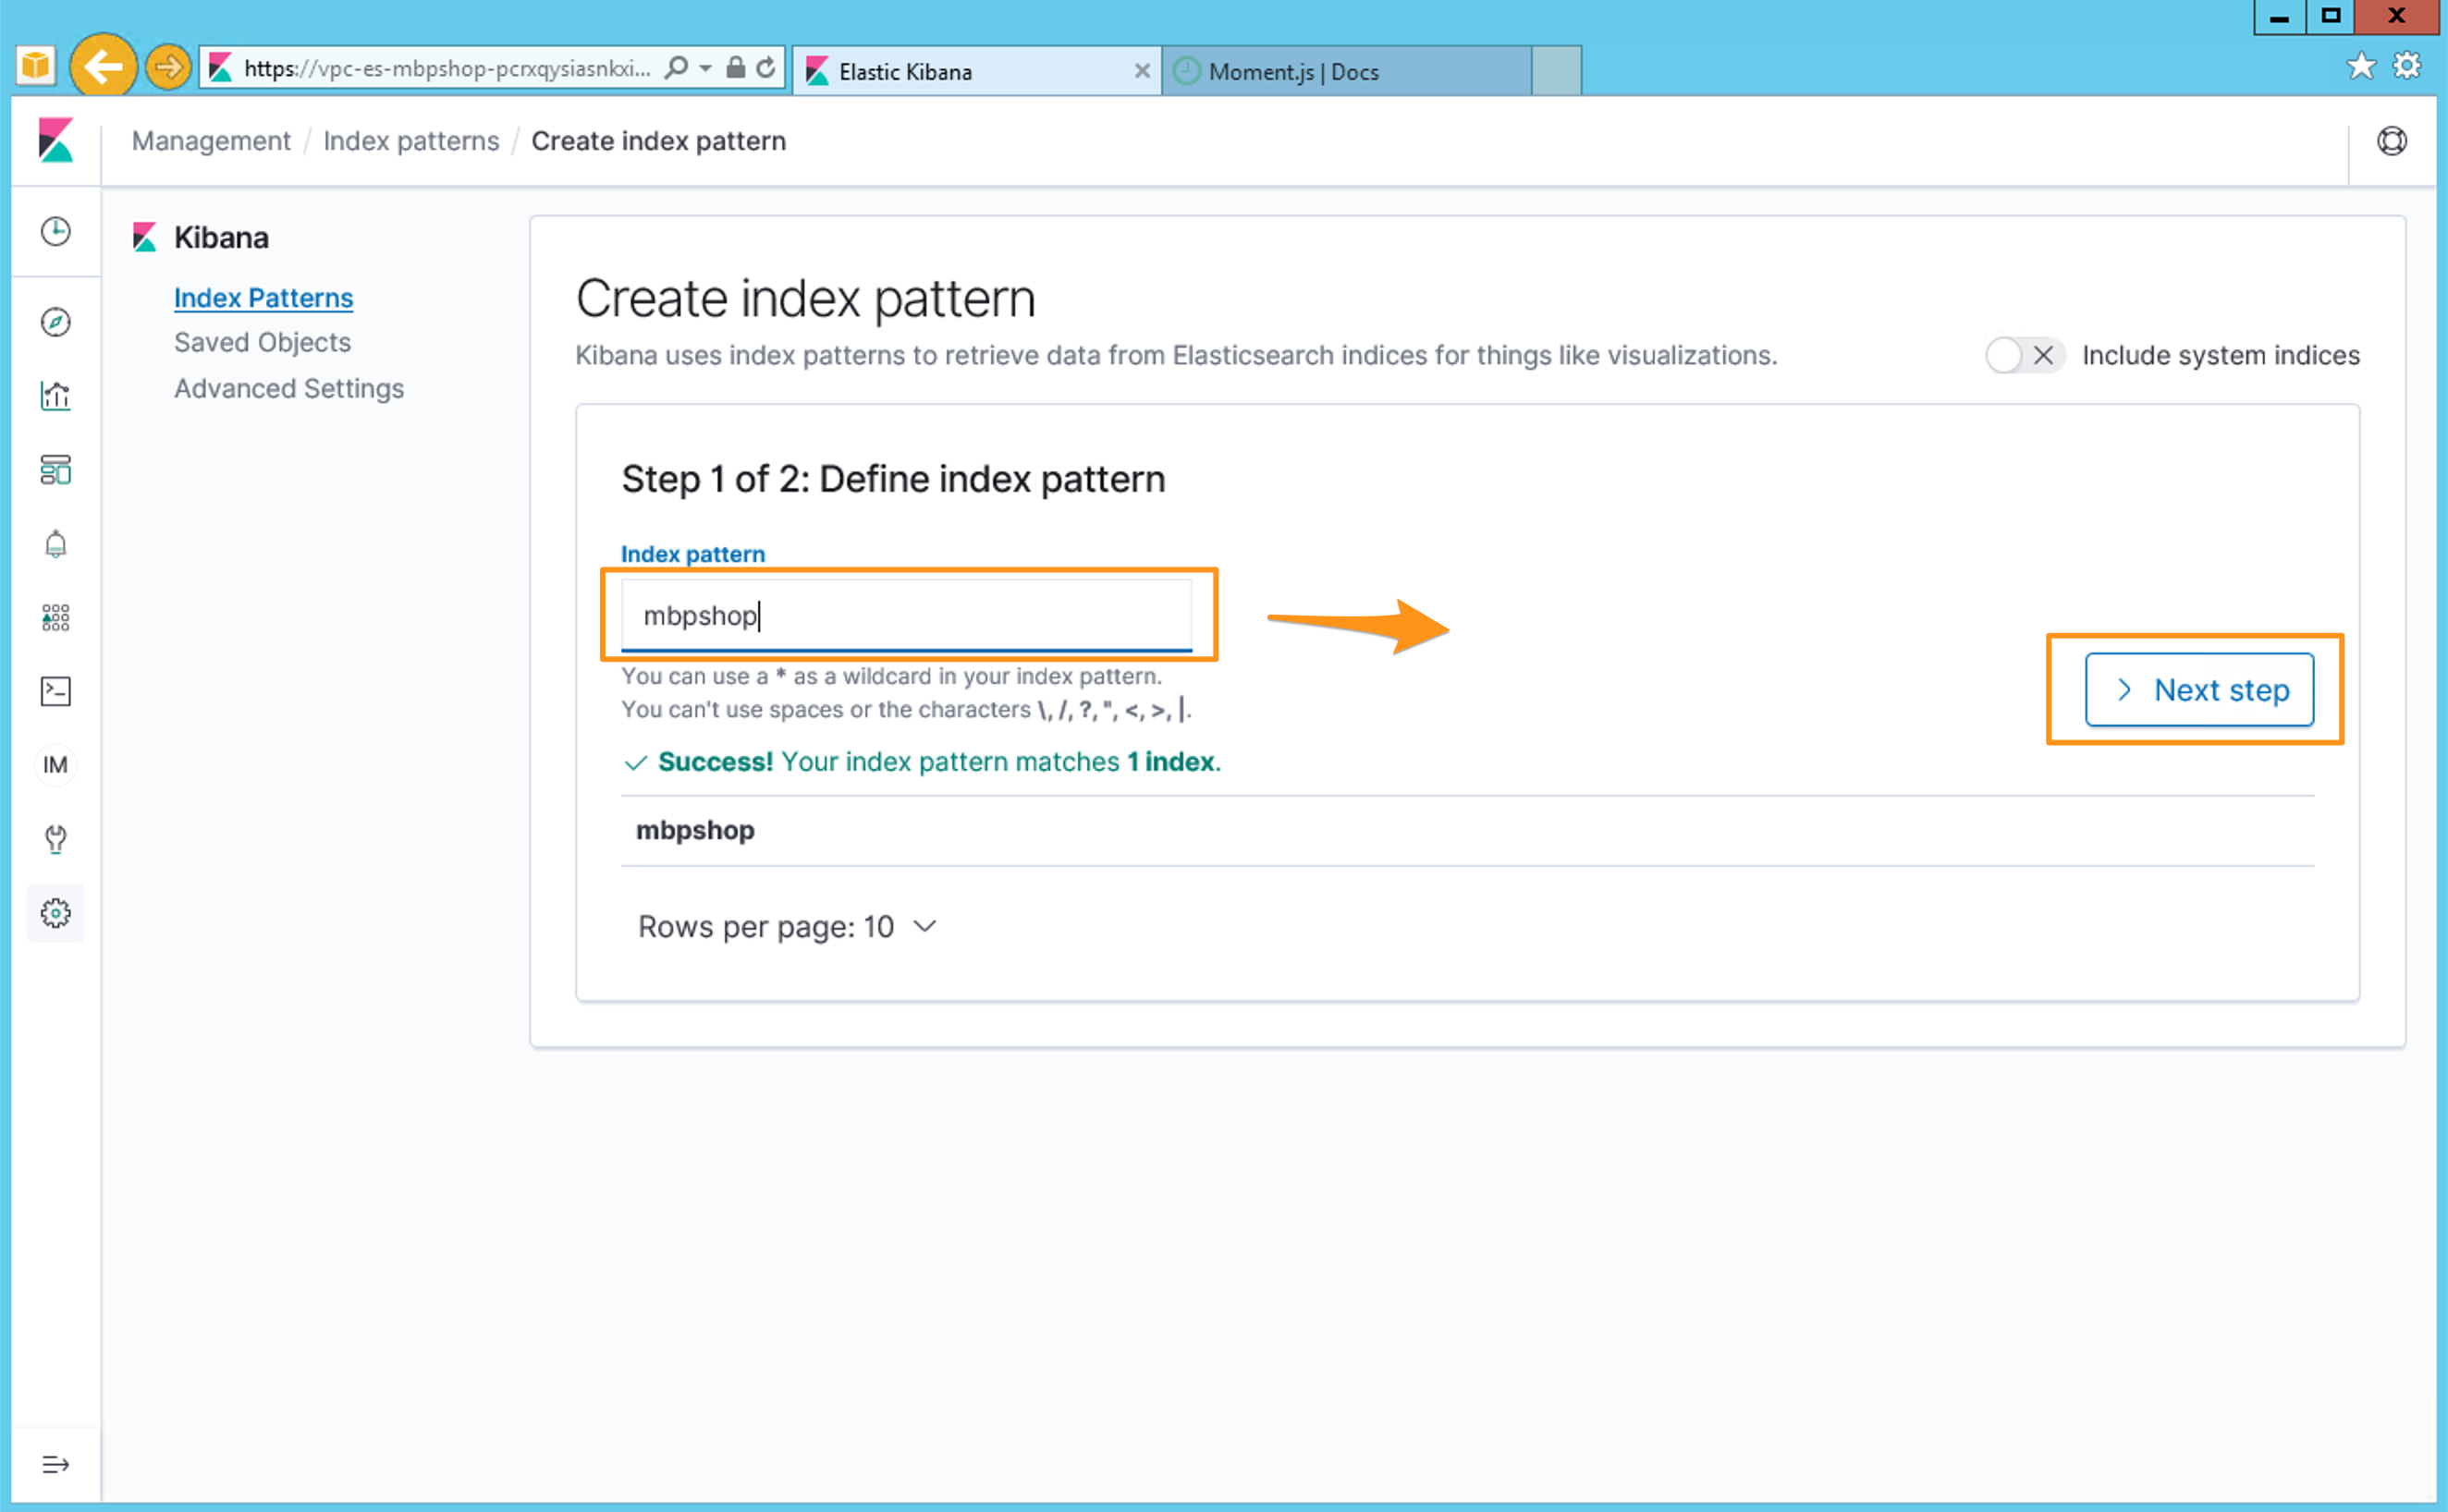 https://vpc-es-mbpshop-pcrxqysiasnkxi...
Elastic Kibana
Moment.js | Docs
Management / Index patterns / Create index pattern
Kibana
Index Patterns
Saved Objects
Advanced Settings
Create index pattern
Kibana uses index patterns to retrieve data from Elasticsearch indices for things like visualizations.
Include system indices
Step 1 of 2: Define index pattern
Index pattern
mbpshop
You can use a * as a wildcard in your index pattern.
You can't use spaces or the characters \, /, ?, ", <, >, |.
Next step
Success! Your index pattern matches 1 index.
mbpshop
Rows per page: 10
IM